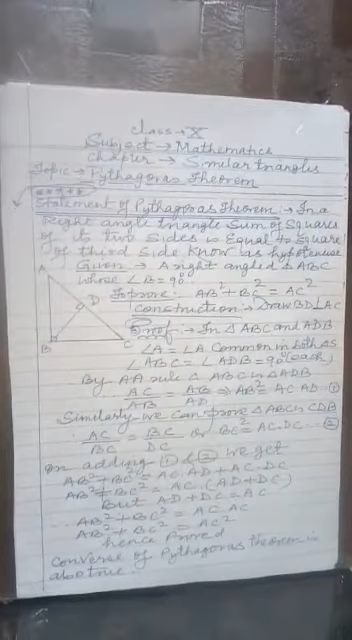 class → X
Subject → Mathematics
chapter → Similar triangles
Topic → Pythagoras Theorem
Statement of Pythagoras Theorem :→ In a
Right angle triangle Sum of Squares
of its two Sides is Equal to Square
of third Side Know as hypotenuse
A
Given → A right angled △ABC
whose ∠B = 90°
To prove: AB² + BC² = AC²
D
Construction → Draw BD⊥AC
Proof → In △ABC and ADB
B
C
∠A = ∠A Common in both △s
∠ABC = ∠ADB = 90° (each)
By AA rule △ABC ~ △ADB
AC/AB = AB/AD ⇒ AB² = AC·AD - ①
Similarly we can prove △ABC ~ CDB
AC/BC = BC/DC or BC² = AC·DC - - ②
On adding ① & ② we get
AB² + BC² = AC·AD + AC·DC
AB² + BC² = AC·(AD + DC)
But AD + DC = AC
∴ AB² + BC² = AC·AC
AB² + BC² = AC²
hence Proved
Converse of Pythagoras theorem is
also true.